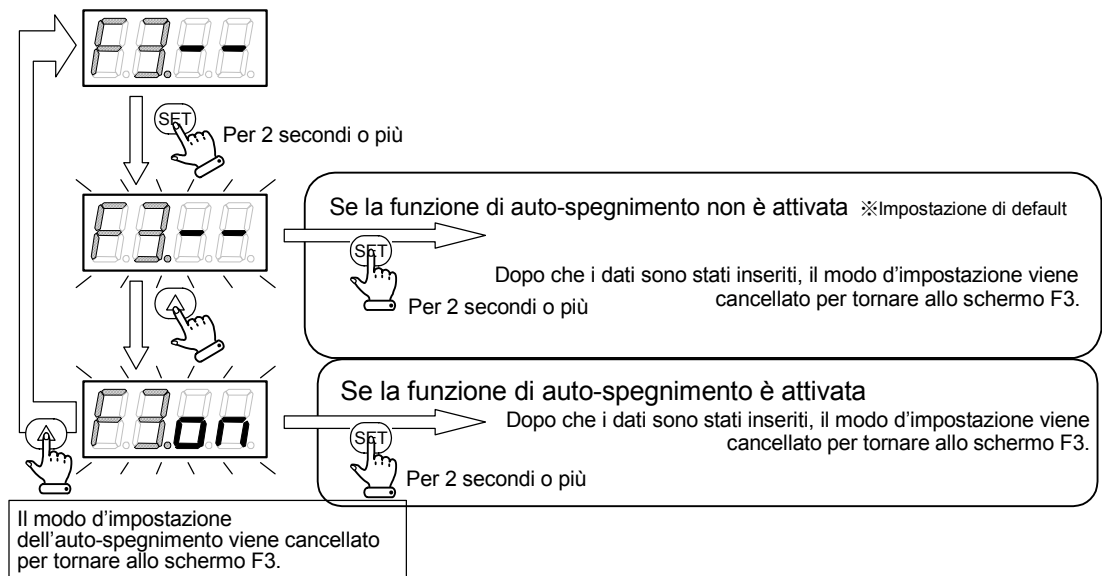 F3.--
SET
Per 2 secondi o più
F3.--
Se la funzione di auto-spegnimento non è attivata ※Impostazione di default
SET
Dopo che i dati sono stati inseriti, il modo d’impostazione viene
cancellato per tornare allo schermo F3.
Per 2 secondi o più
F3.on
Se la funzione di auto-spegnimento è attivata
Dopo che i dati sono stati inseriti, il modo d’impostazione viene
cancellato per tornare allo schermo F3.
SET
Per 2 secondi o più
Il modo d’impostazione
dell’auto-spegnimento viene cancellato
per tornare allo schermo F3.